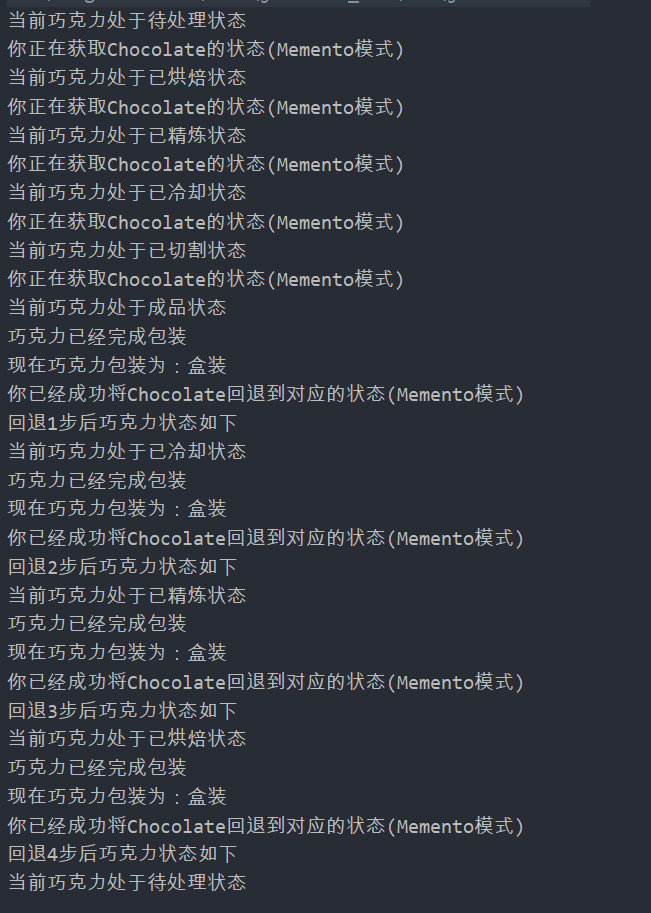 当前巧克力处于待处理状态
你正在获取Chocolate的状态(Memento模式)
当前巧克力处于已烘焙状态
你正在获取Chocolate的状态(Memento模式)
当前巧克力处于已精炼状态
你正在获取Chocolate的状态(Memento模式)
当前巧克力处于已冷却状态
你正在获取Chocolate的状态(Memento模式)
当前巧克力处于已切割状态
你正在获取Chocolate的状态(Memento模式)
当前巧克力处于成品状态
巧克力已经完成包装
现在巧克力包装为：盒装
你已经成功将Chocolate回退到对应的状态(Memento模式)
回退1步后巧克力状态如下
当前巧克力处于已冷却状态
巧克力已经完成包装
现在巧克力包装为：盒装
你已经成功将Chocolate回退到对应的状态(Memento模式)
回退2步后巧克力状态如下
当前巧克力处于已精炼状态
巧克力已经完成包装
现在巧克力包装为：盒装
你已经成功将Chocolate回退到对应的状态(Memento模式)
回退3步后巧克力状态如下
当前巧克力处于已烘焙状态
巧克力已经完成包装
现在巧克力包装为：盒装
你已经成功将Chocolate回退到对应的状态(Memento模式)
回退4步后巧克力状态如下
当前巧克力处于待处理状态